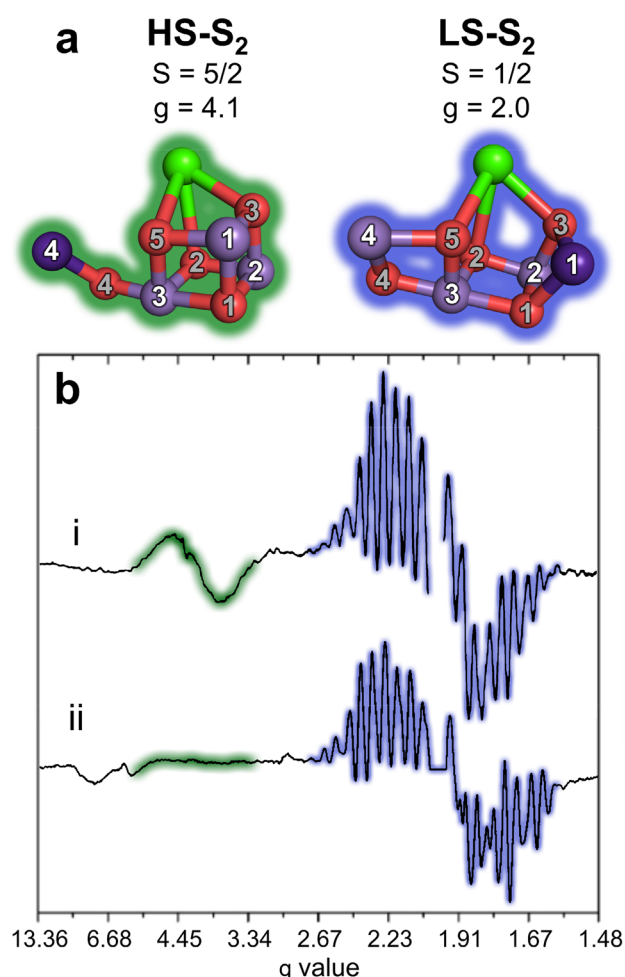 a
HS-S2
S = 5/2
g = 4.1
LS-S2
S = 1/2
g = 2.0
4
4
5
3
2
1
3
2
1
4
4
5
3
2
3
2
1
1
b
i
ii
13.36 6.68 4.45 3.34 2.67 2.23 1.91 1.67 1.48
g value